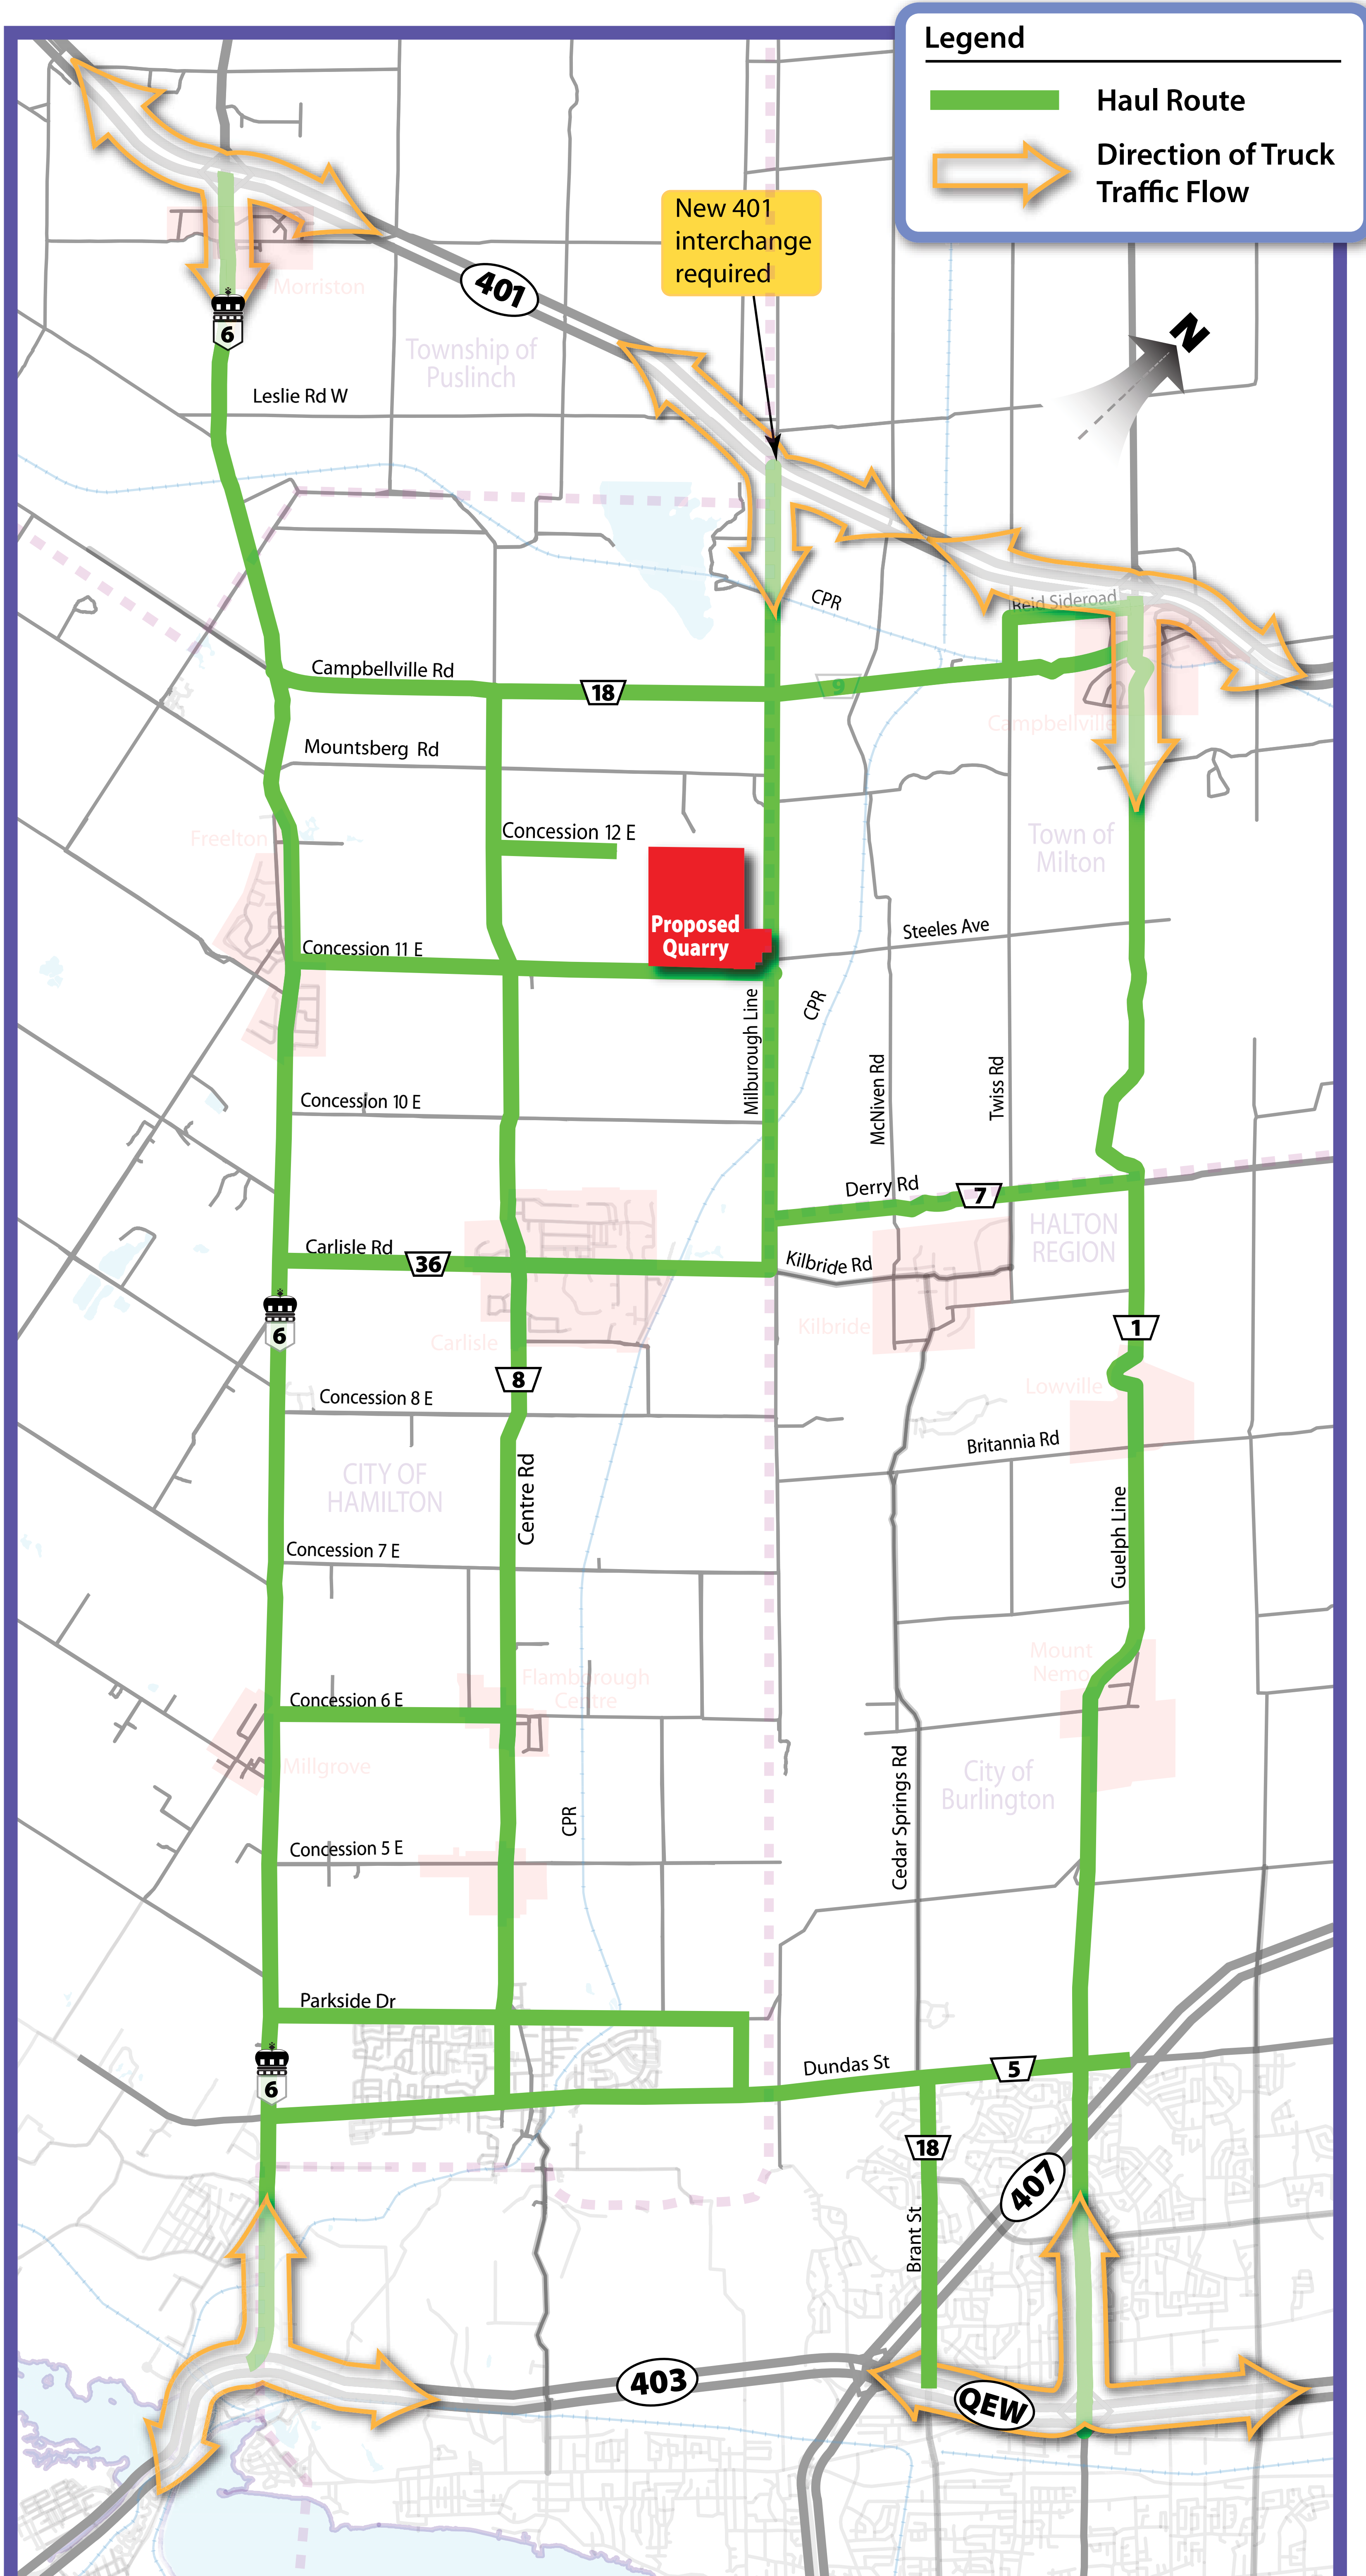 Legend
Haul Route
Direction of Truck
Traffic Flow
New 401
interchange
required
Morriston
401
6
N
Township of
Puslinch
Leslie Rd W
CPR
Reid Sideroad
Campbellville Rd
18
9
Campbellville
Mountsberg Rd
Freelton
Concession 12 E
Town of
Milton
Proposed
Quarry
Steeles Ave
Concession 11 E
Milburough Line
CPR
McNiven Rd
Twiss Rd
Concession 10 E
Derry Rd
7
HALTON
REGION
Carlisle Rd
36
Kilbride Rd
6
Carlisle
Kilbride
1
8
Lowville
Concession 8 E
Britannia Rd
CITY OF
HAMILTON
Centre Rd
Guelph Line
Concession 7 E
Mount
Nemo
Flamborough
Centre
Concession 6 E
Millgrove
City of
Burlington
Cedar Springs Rd
CPR
Concession 5 E
Parkside Dr
6
Dundas St
5
18
407
Brant St
403
QEW